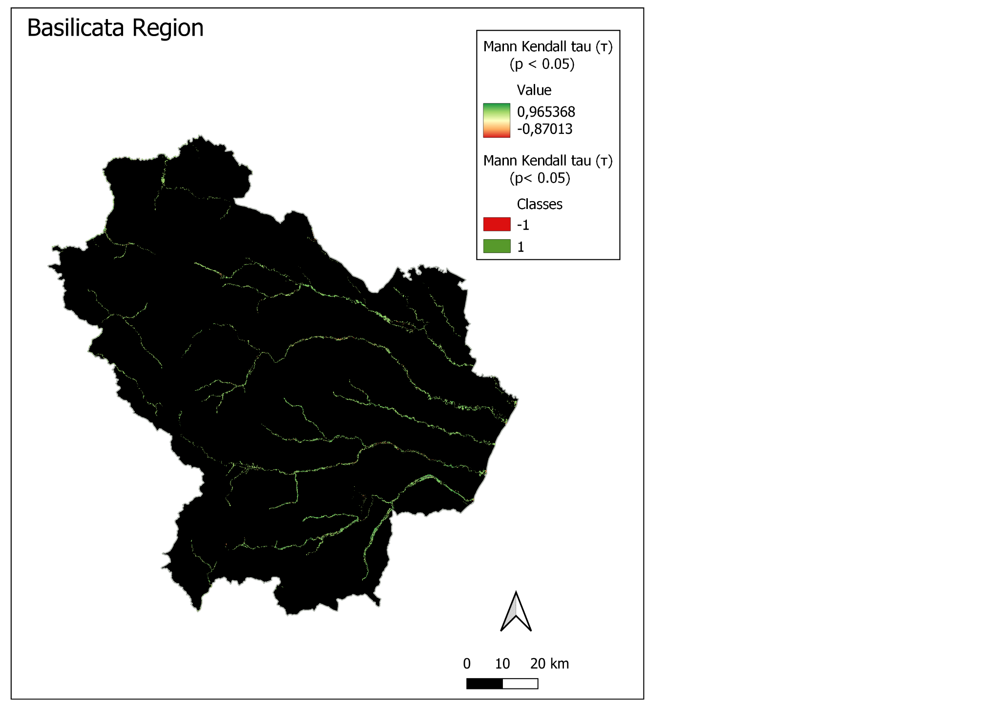 Basilicata Region
Mann Kendall tau (τ)
(p < 0.05)
Value
0,965368
-0,87013
Mann Kendall tau (τ)
(p< 0.05)
Classes
-1
1
0 10 20 km